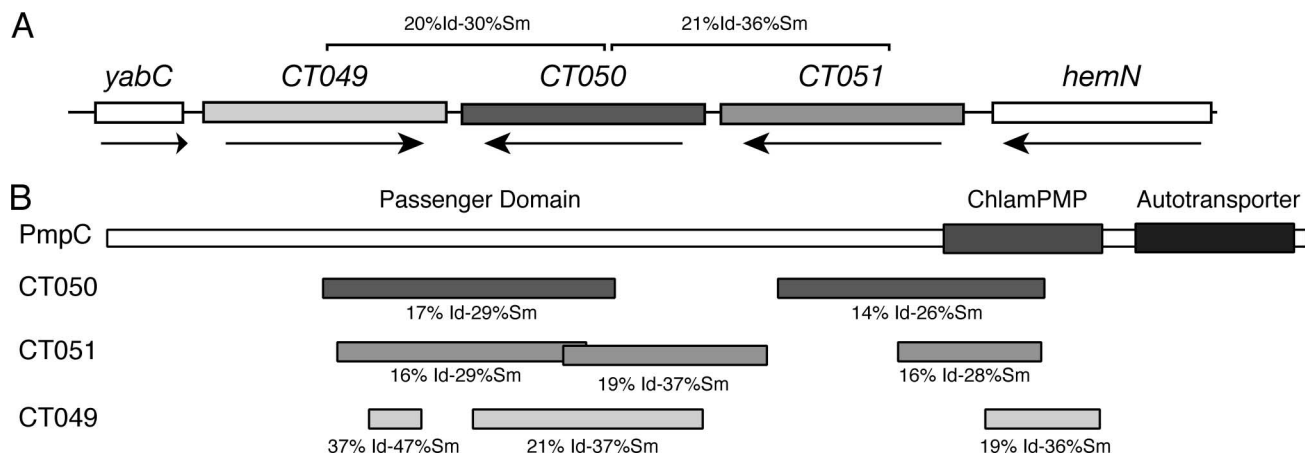 A
20%Id-30%Sm 21%Id-36%Sm
yabC CT049 CT050 CT051 hemN
B
Passenger Domain ChlamPMP Autotransporter
PmpC
CT050
17% Id-29%Sm 14% Id-26%Sm
CT051
16% Id-29%Sm 19% Id-37%Sm 16% Id-28%Sm
CT049
37% Id-47%Sm 21% Id-37%Sm 19% Id-36%Sm